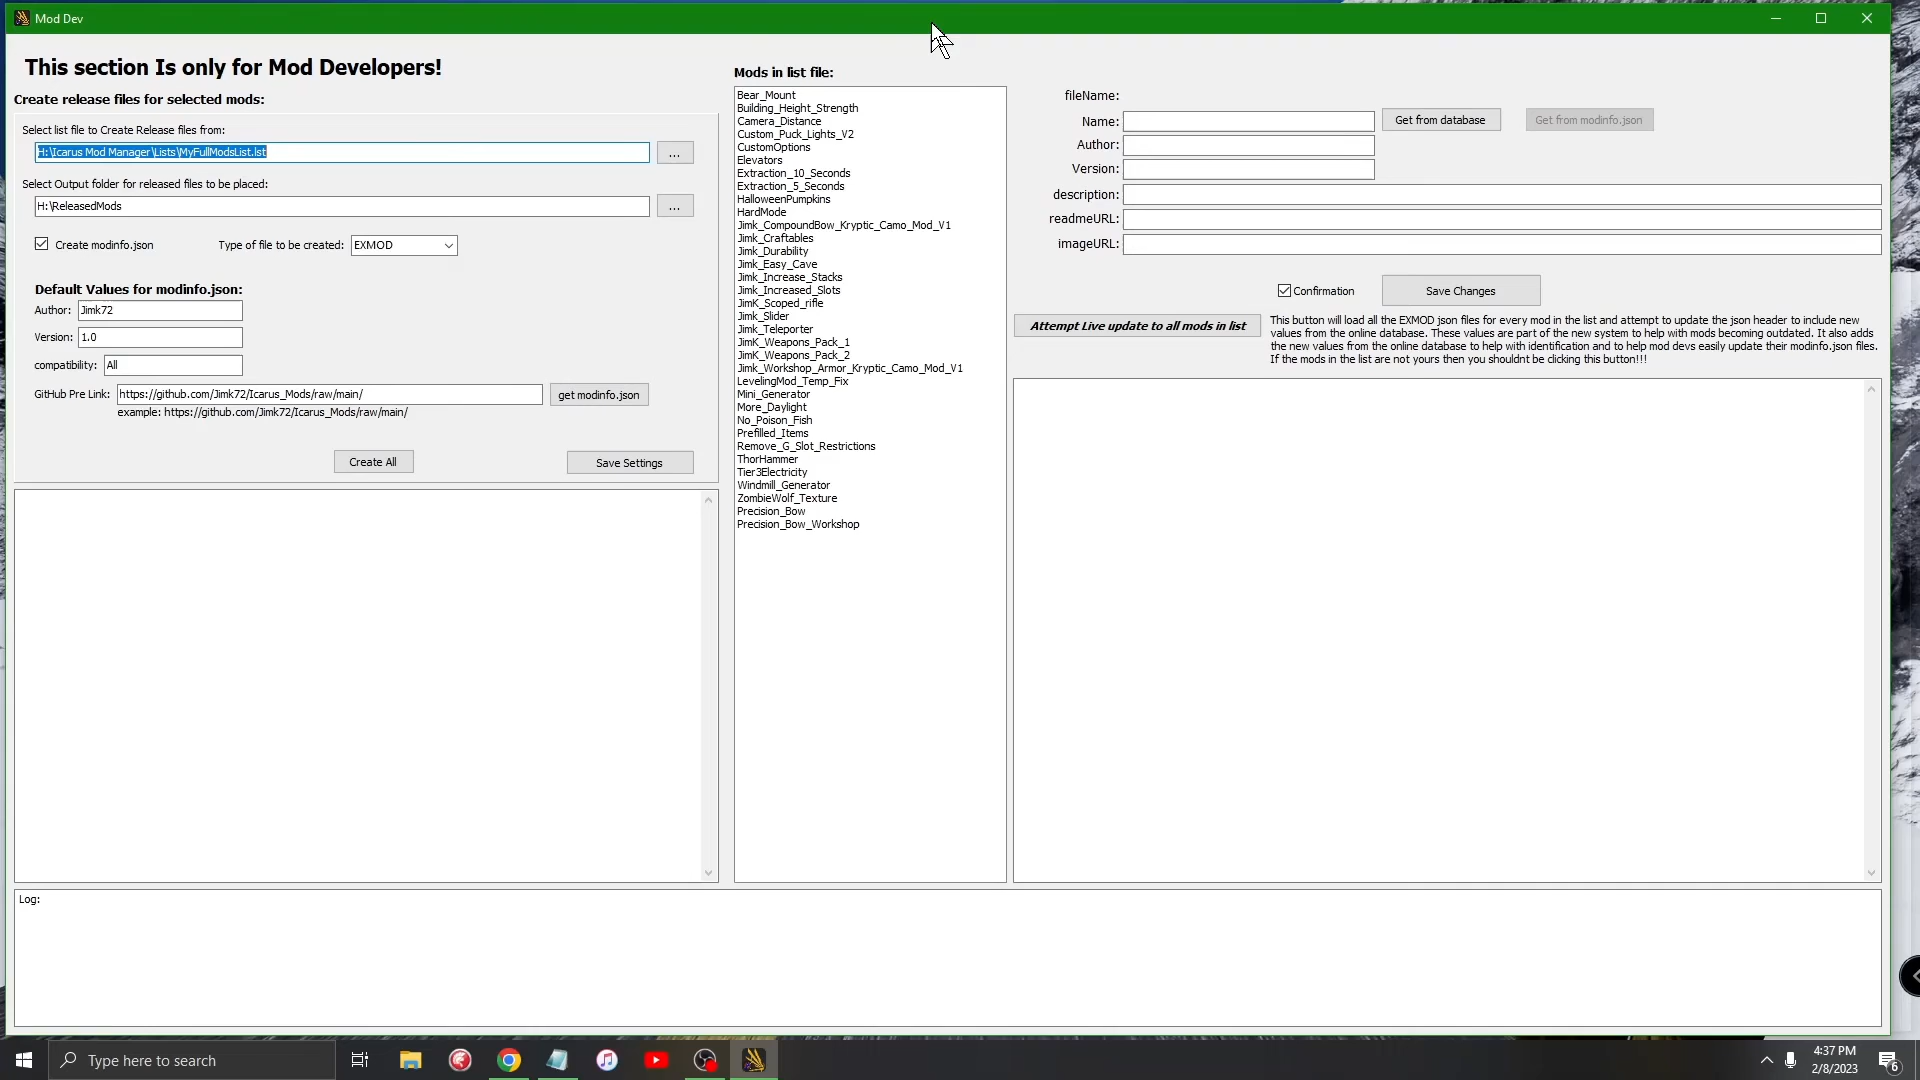 Mod Dev
This section Is only for Mod Developers!
Create release files for selected mods:
Select list file to Create Release files from:
H:\Icarus Mod Manager\Lists\MyFullModsList.lst
...
Select Output folder for released files to be placed:
H:\ReleasedMods
...
Create modinfo.json
Type of file to be created:
EXMOD
Default Values for modinfo.json:
Author:
Jimk72
Version:
1.0
compatibility:
All
GitHub Pre Link:
https://github.com/Jimk72/Icarus_Mods/raw/main/
get modinfo.json
example: https://github.com/Jimk72/Icarus_Mods/raw/main/
Create All
Save Settings
Mods in list file:
Bear_Mount
Building_Height_Strength
Camera_Distance
Custom_Puck_Lights_V2
CustomOptions
Elevators
Extraction_10_Seconds
Extraction_5_Seconds
HalloweenPumpkins
HardMode
Jimk_CompoundBow_Kryptic_Camo_Mod_V1
Jimk_Craftables
Jimk_Durability
Jimk_Easy_Cave
Jimk_Increase_Stacks
Jimk_Increased_Slots
JimK_Scoped_rifle
Jimk_Slider
Jimk_Teleporter
JimK_Weapons_Pack_1
JimK_Weapons_Pack_2
Jimk_Workshop_Armor_Kryptic_Camo_Mod_V1
LevelingMod_Temp_Fix
Mini_Generator
More_Daylight
No_Poison_Fish
Prefilled_Items
Remove_G_Slot_Restrictions
ThorHammer
Tier3Electricity
Windmill_Generator
ZombieWolf_Texture
Precision_Bow
Precision_Bow_Workshop
fileName:
Name:
Get from database
Get from modinfo.json
Author:
Version:
description:
readmeURL:
imageURL:
Confirmation
Save Changes
Attempt Live update to all mods in list
This button will load all the EXMOD json files for every mod in the list and attempt to update the json header to include new
values from the online database. These values are part of the new system to help with mods becoming outdated. It also adds
the new values from the online database to help with identification and to help mod devs easily update their modinfo.json files.
If the mods in the list are not yours then you shouldnt be clicking this button!!!
Log:
Type here to search
4:37 PM
2/8/2023
6